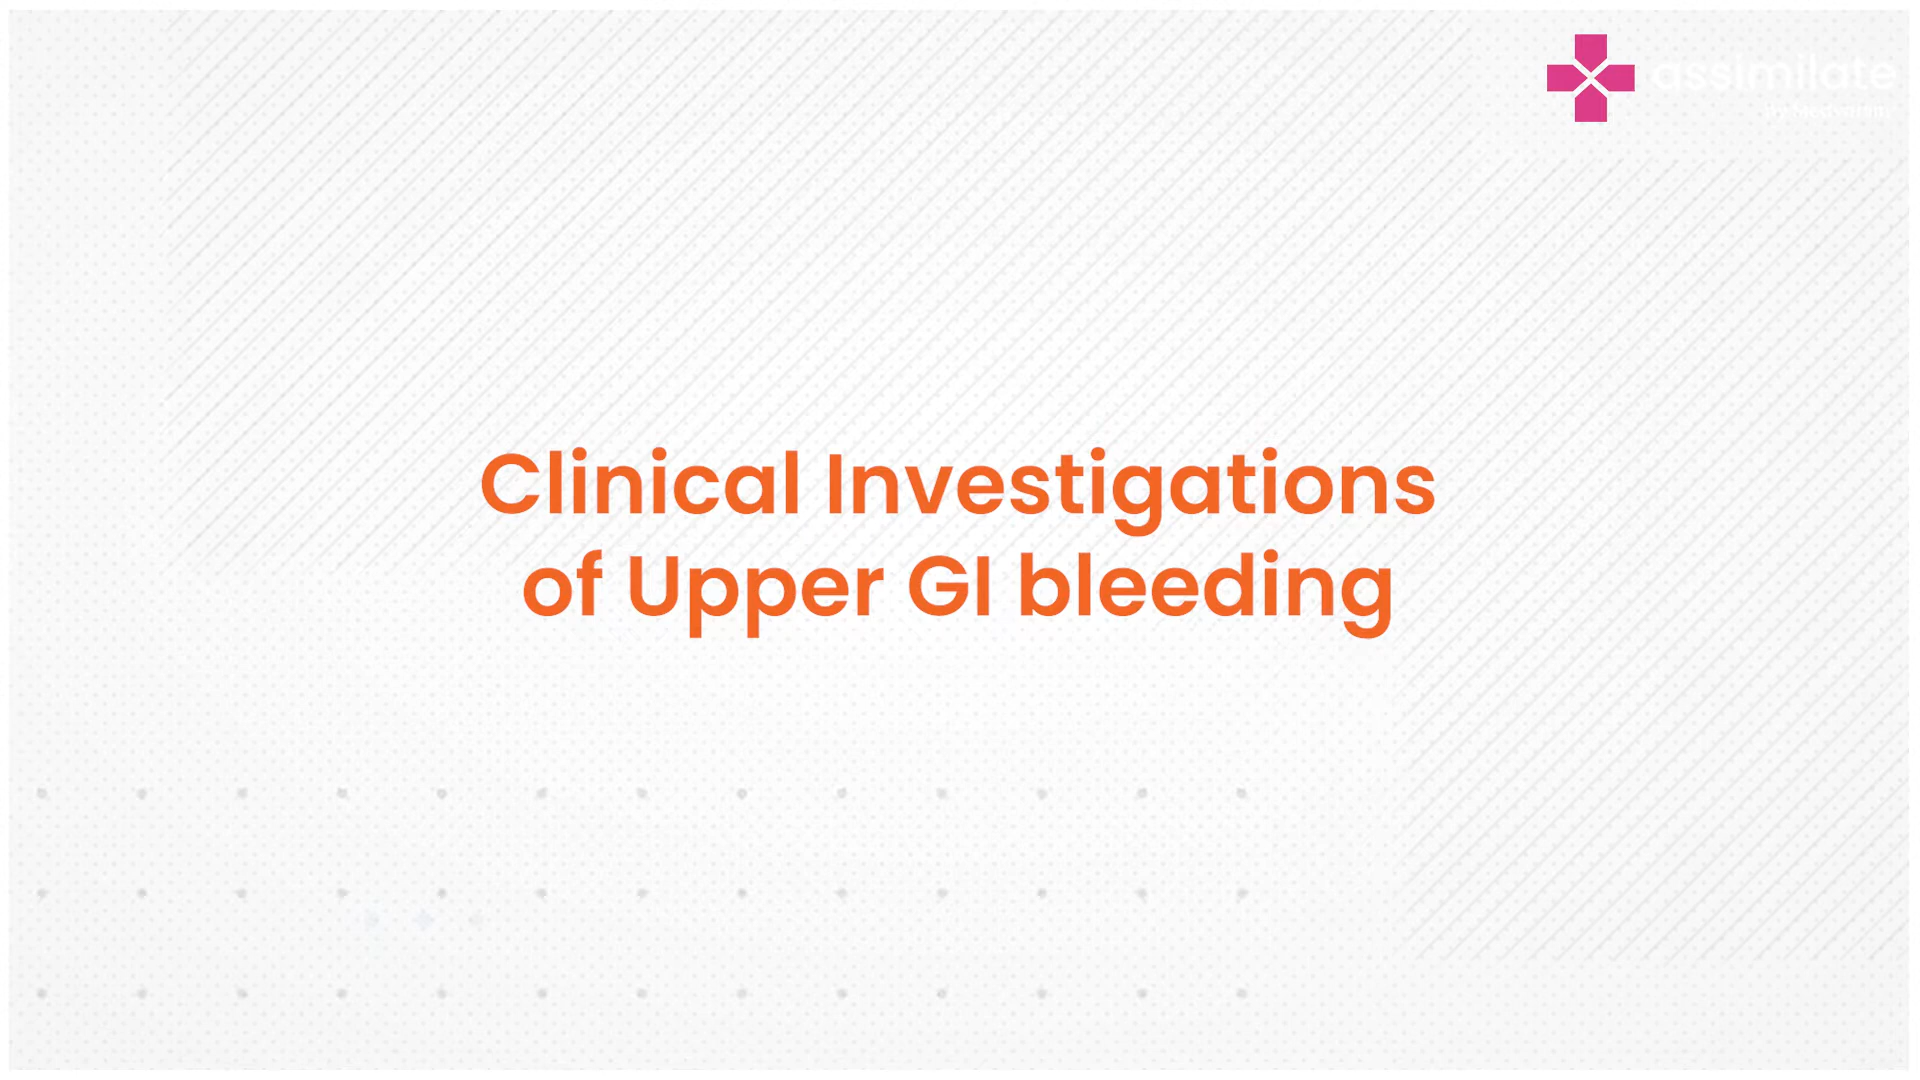 assimilate
Clinical Investigations
of Upper GI bleeding